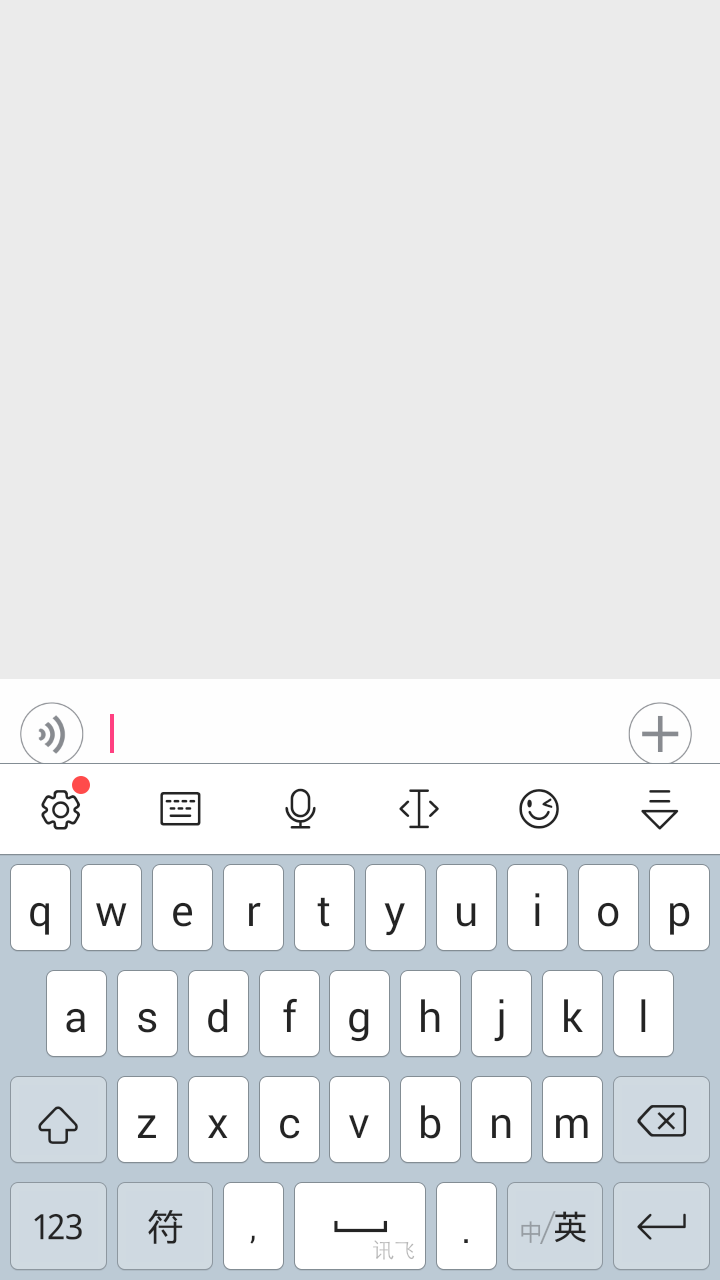 q w e r t y u i o p
a s d f g h j k l
z x c v b n m
123 符 , 讯飞 . 中/英